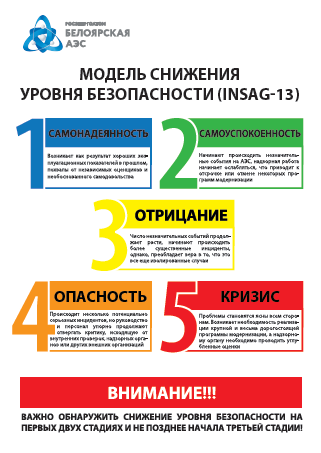 РОСЭНЕРГОАТОМ
БЕЛОЯРСКАЯ
АЭС
МОДЕЛЬ СНИЖЕНИЯ
УРОВНЯ БЕЗОПАСНОСТИ (INSAG-13)
1
САМОНАДЕЯННОСТЬ
Возникает как результат хороших экс-
плуатационных показателей в прошлом,
похвалы от независимых оценщиков и
необоснованного самодовольства
2
САМОУСПОКОЕННОСТЬ
Начинают происходить незначитель-
ные события на АЭС, надзорная работа
начинает ослабляться, что приводит к
отсрочке или отмене некоторых про-
грамм модернизации
3
ОТРИЦАНИЕ
Число незначительных событий продол-
жает расти, начинают происходить
более существенные инциденты,
однако, преобладает вера в то, что это
все еще изолированные случаи
4
ОПАСНОСТЬ
Происходит несколько потенциально
серьезных инцидентов, но руководство
и персонал упорно продолжают
отвергать критику, исходящую от
внутренних проверок, надзорных орга-
нов или других внешних организаций
5
КРИЗИС
Проблемы становятся ясны всем сторо-
нам. Возникает необходимость реализа-
ции крупной и весьма дорогостоящей
программы модернизации, а надзорно-
му органу необходимо проводить углу-
бленные оценки
ВНИМАНИЕ!!!
ВАЖНО ОБНАРУЖИТЬ СНИЖЕНИЕ УРОВНЯ БЕЗОПАСНОСТИ НА
ПЕРВЫХ ДВУХ СТАДИЯХ И НЕ ПОЗДНЕЕ НАЧАЛА ТРЕТЬЕЙ СТАДИИ!